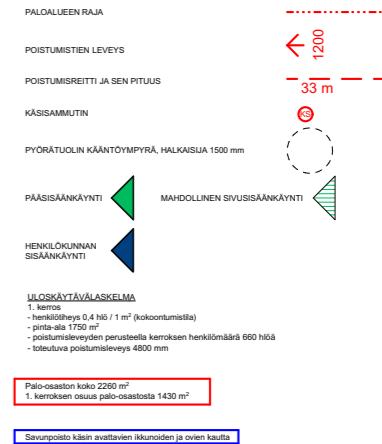 PALOALUEEN RAJA
POISTUMISTIEN LEVEYS
1200
POISTUMISREITTI JA SEN PITUUS
33 m
KÄSISAMMUTIN
KS
PYÖRÄTUOLIN KÄÄNTÖYMPYRÄ, HALKAISIJA 1500 mm
PÄÄSISÄÄNKÄYNTI
MAHDOLLINEN SIVUSISÄÄNKÄYNTI
HENKILÖKUNNAN
SISÄÄNKÄYNTI
ULOSKÄYTÄVÄLASKELMA
1. kerros
- henkilötiheys 0,4 hlö / 1 m² (kokoontumistila)
- pinta-ala 1750 m²
- poistumisleveyden perusteella kerroksen henkilömäärä 660 hlöä
- toteutuva poistumisleveys 4800 mm
Palo-osaston koko 2260 m²
1. kerroksen osuus palo-osastosta 1430 m²
Savunpoisto käsin avattavien ikkunoiden ja ovien kautta